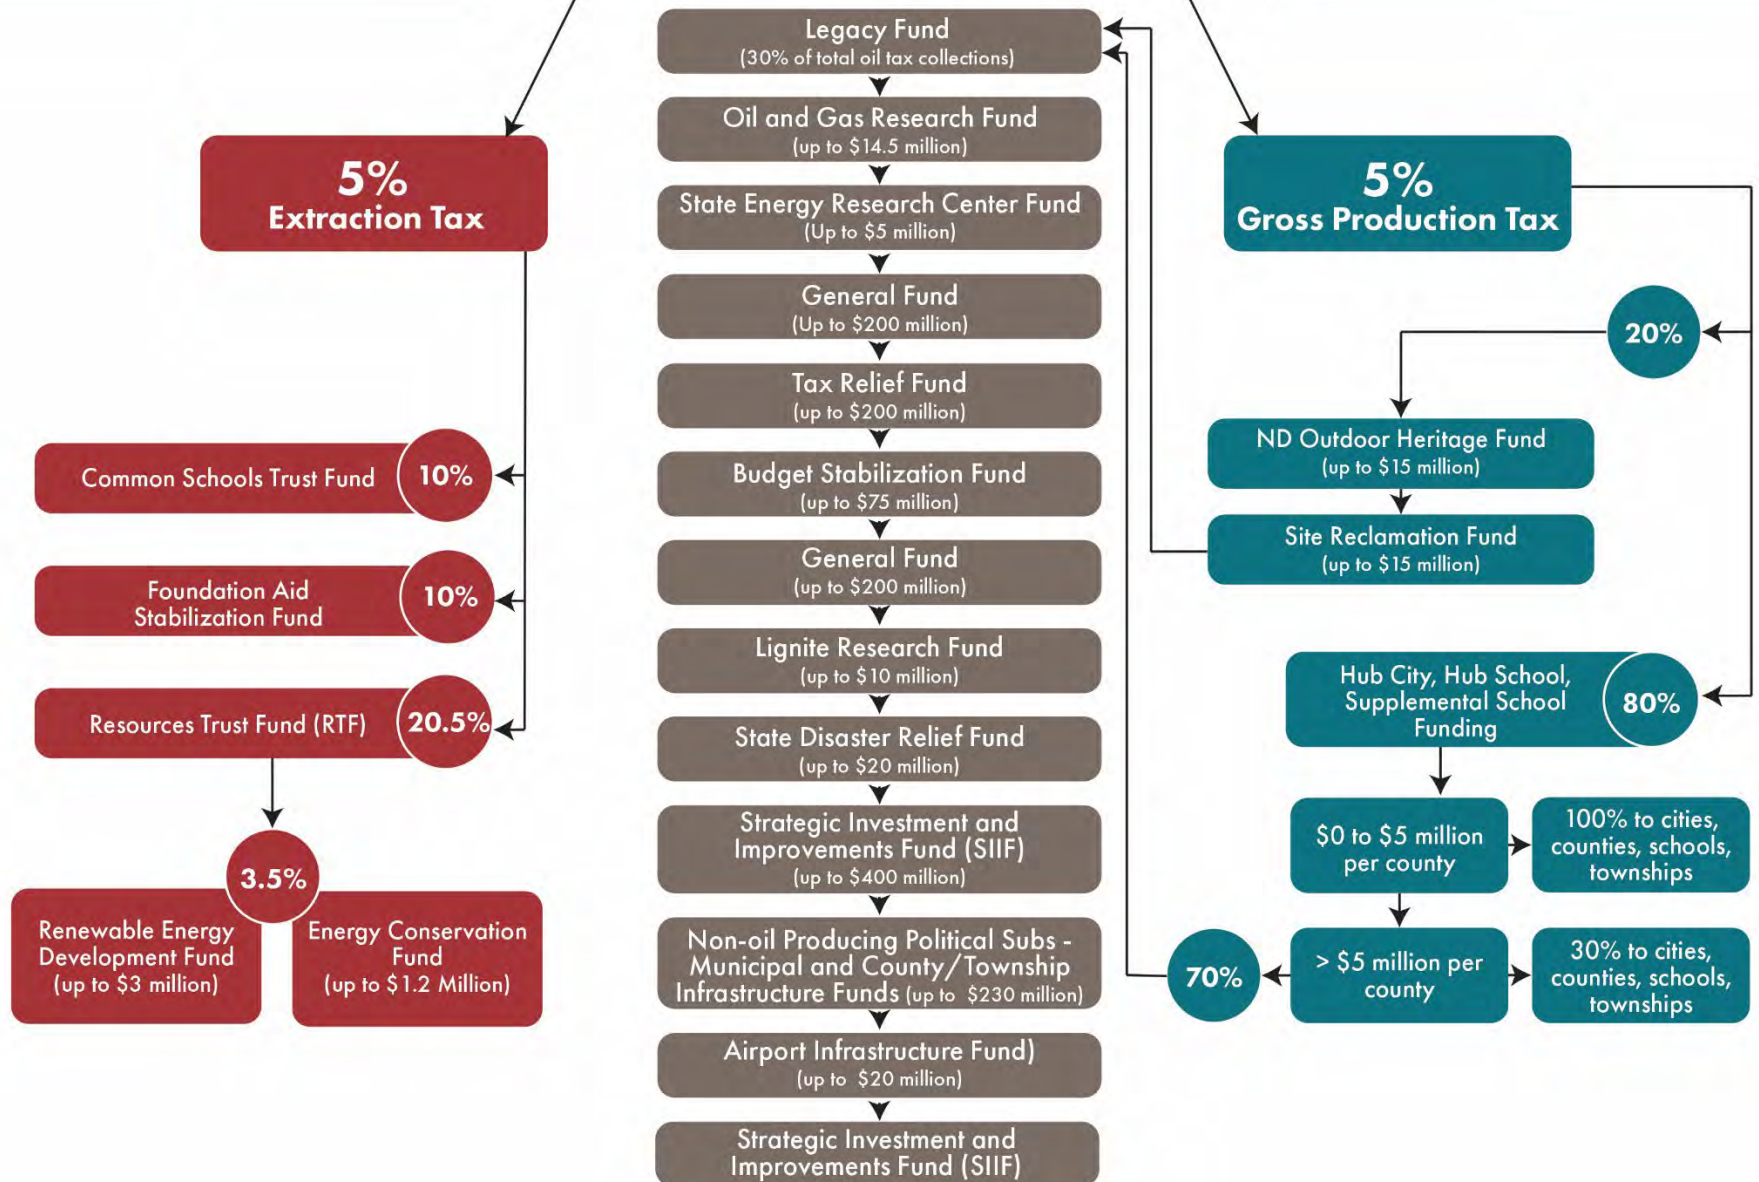 Legacy Fund
(30% of total oil tax collections)
Oil and Gas Research Fund
(up to $14.5 million)
State Energy Research Center Fund
(Up to $5 million)
General Fund
(Up to $200 million)
Tax Relief Fund
(up to $200 million)
Budget Stabilization Fund
(up to $75 million)
General Fund
(up to $200 million)
Lignite Research Fund
(up to $10 million)
State Disaster Relief Fund
(up to $20 million)
Strategic Investment and
Improvements Fund (SIIF)
(up to $400 million)
Non-oil Producing Political Subs -
Municipal and County/Township
Infrastructure Funds (up to $230 million)
Airport Infrastructure Fund)
(up to $20 million)
Strategic Investment and
Improvements Fund (SIIF)
5%
Extraction Tax
Common Schools Trust Fund
10%
Foundation Aid
Stabilization Fund
10%
Resources Trust Fund (RTF)
20.5%
3.5%
Renewable Energy
Development Fund
(up to $3 million)
Energy Conservation
Fund
(up to $1.2 Million)
5%
Gross Production Tax
20%
ND Outdoor Heritage Fund
(up to $15 million)
Site Reclamation Fund
(up to $15 million)
Hub City, Hub School,
Supplemental School
Funding
80%
$0 to $5 million
per county
100% to cities,
counties, schools,
townships
> $5 million per
county
30% to cities,
counties, schools,
townships
70%